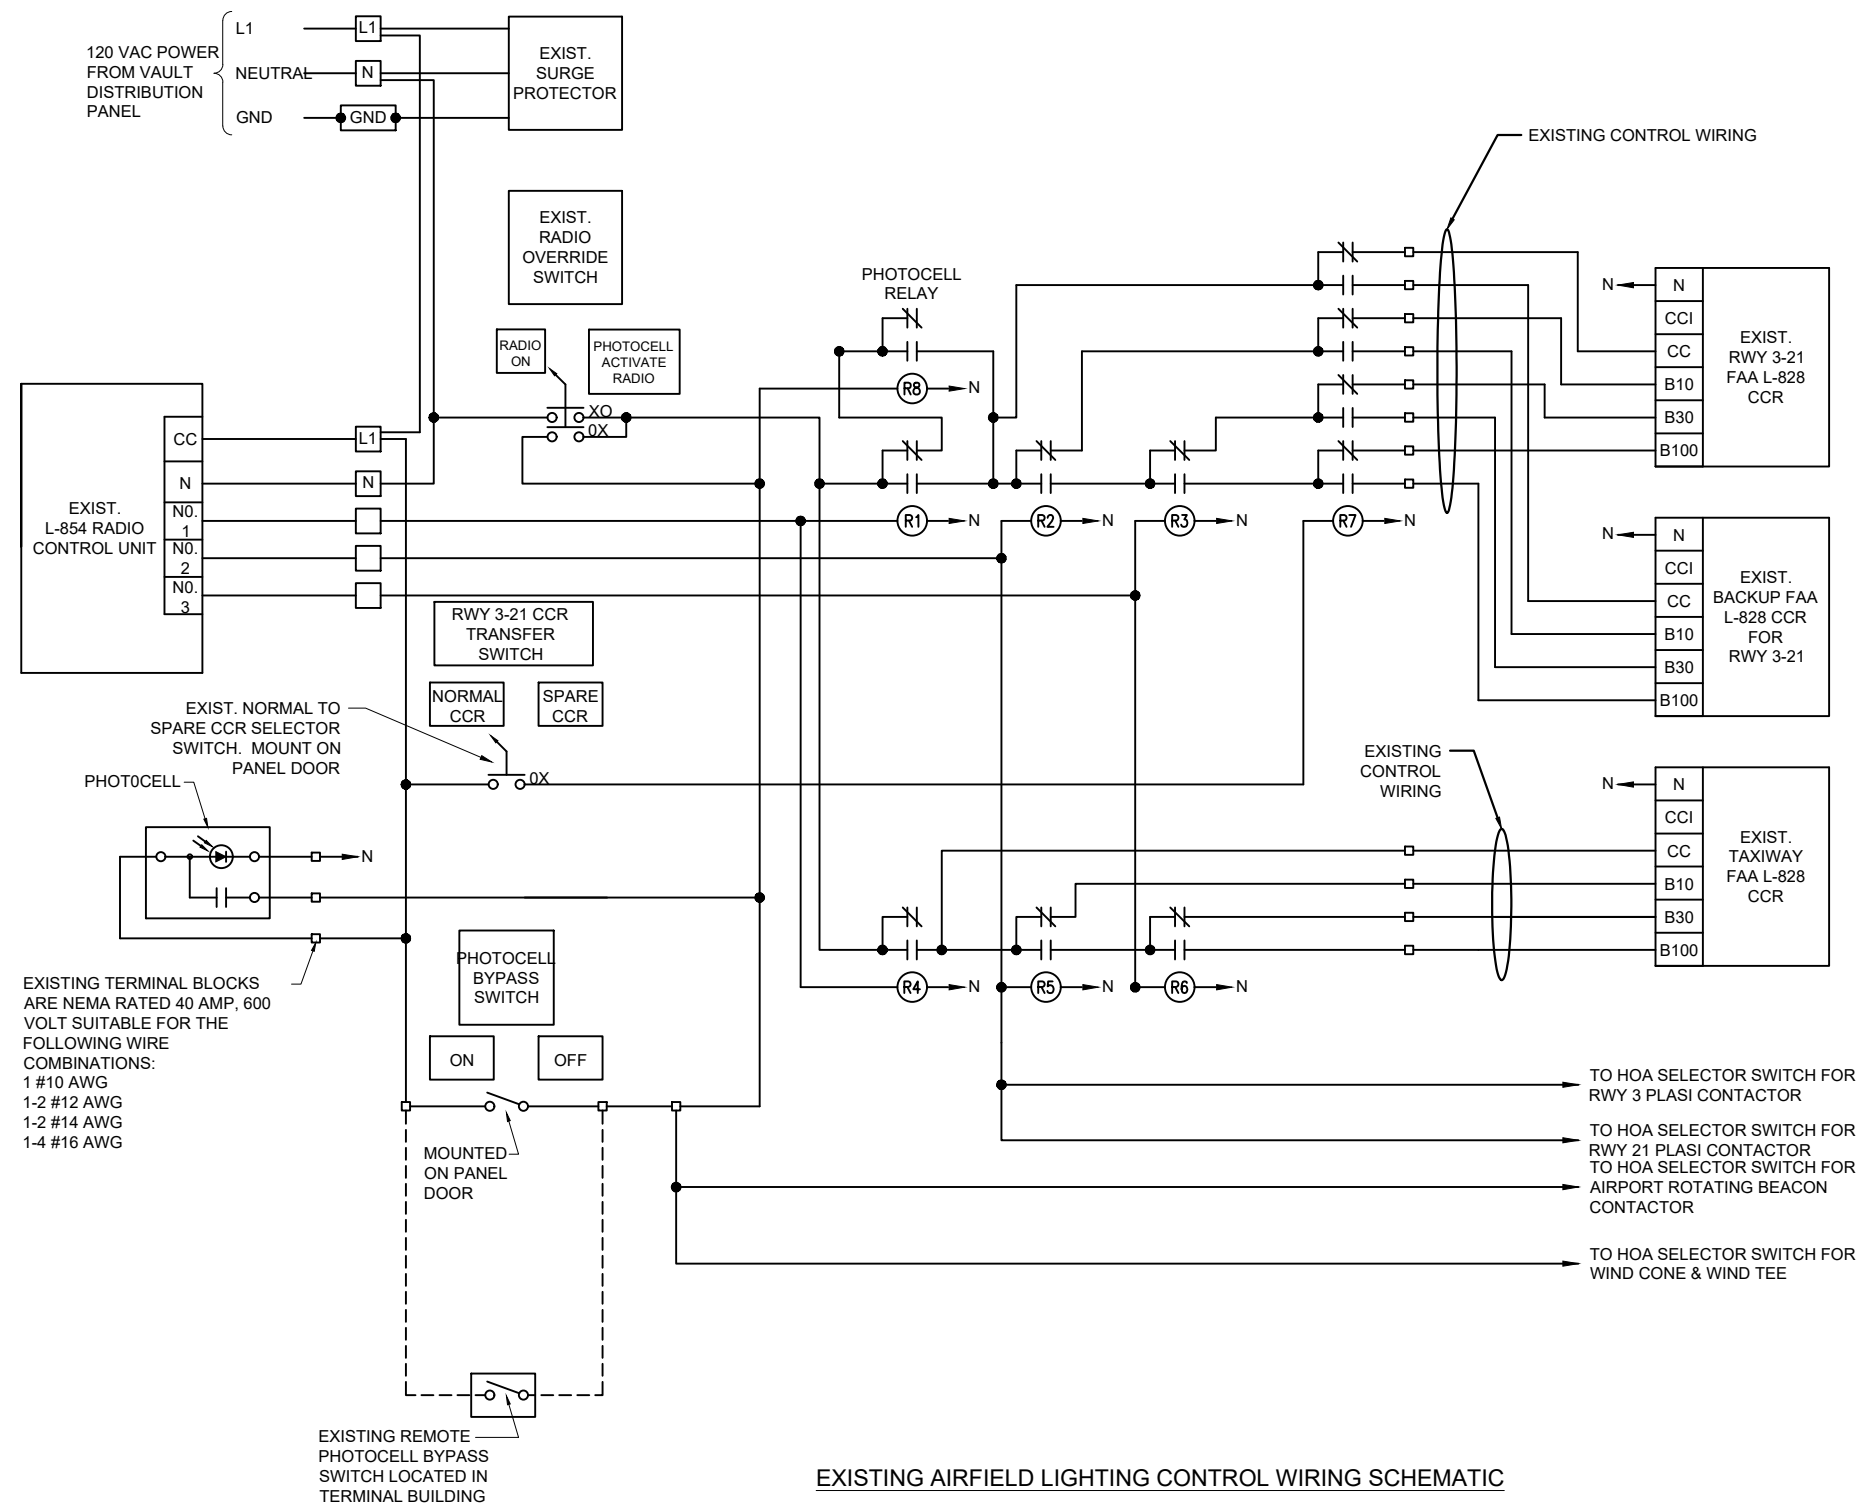 120 VAC POWER
FROM VAULT
DISTRIBUTION
PANEL
L1
NEUTRAL
GND
L1
N
GND
EXIST.
SURGE
PROTECTOR
EXIST.
RADIO
OVERRIDE
SWITCH
RADIO
ON
PHOTOCELL
ACTIVATE
RADIO
XO
0X
EXISTING CONTROL WIRING
PHOTOCELL
RELAY
R8
N
R1
N
R2
N
R3
N
R7
N
N
N
CCI
CC
B10
B30
B100
EXIST.
RWY 3-21
FAA L-828
CCR
N
N
CCI
CC
B10
B30
B100
EXIST.
BACKUP FAA
L-828 CCR
FOR
RWY 3-21
EXIST.
L-854 RADIO
CONTROL UNIT
CC
N
N0.
1
N0.
2
N0.
3
L1
N
RWY 3-21 CCR
TRANSFER
SWITCH
NORMAL
CCR
SPARE
CCR
EXIST. NORMAL TO
SPARE CCR SELECTOR
SWITCH. MOUNT ON
PANEL DOOR
0X
PHOT0CELL
N
EXISTING
CONTROL
WIRING
N
N
CCI
CC
B10
B30
B100
EXIST.
TAXIWAY
FAA L-828
CCR
R4
N
R5
N
R6
N
EXISTING TERMINAL BLOCKS
ARE NEMA RATED 40 AMP, 600
VOLT SUITABLE FOR THE
FOLLOWING WIRE
COMBINATIONS:
1 #10 AWG
1-2 #12 AWG
1-2 #14 AWG
1-4 #16 AWG
PHOTOCELL
BYPASS
SWITCH
ON
OFF
MOUNTED
ON PANEL
DOOR
TO HOA SELECTOR SWITCH FOR
RWY 3 PLASI CONTACTOR
TO HOA SELECTOR SWITCH FOR
RWY 21 PLASI CONTACTOR
TO HOA SELECTOR SWITCH FOR
AIRPORT ROTATING BEACON
CONTACTOR
TO HOA SELECTOR SWITCH FOR
WIND CONE & WIND TEE
EXISTING REMOTE
PHOTOCELL BYPASS
SWITCH LOCATED IN
TERMINAL BUILDING
EXISTING AIRFIELD LIGHTING CONTROL WIRING SCHEMATIC